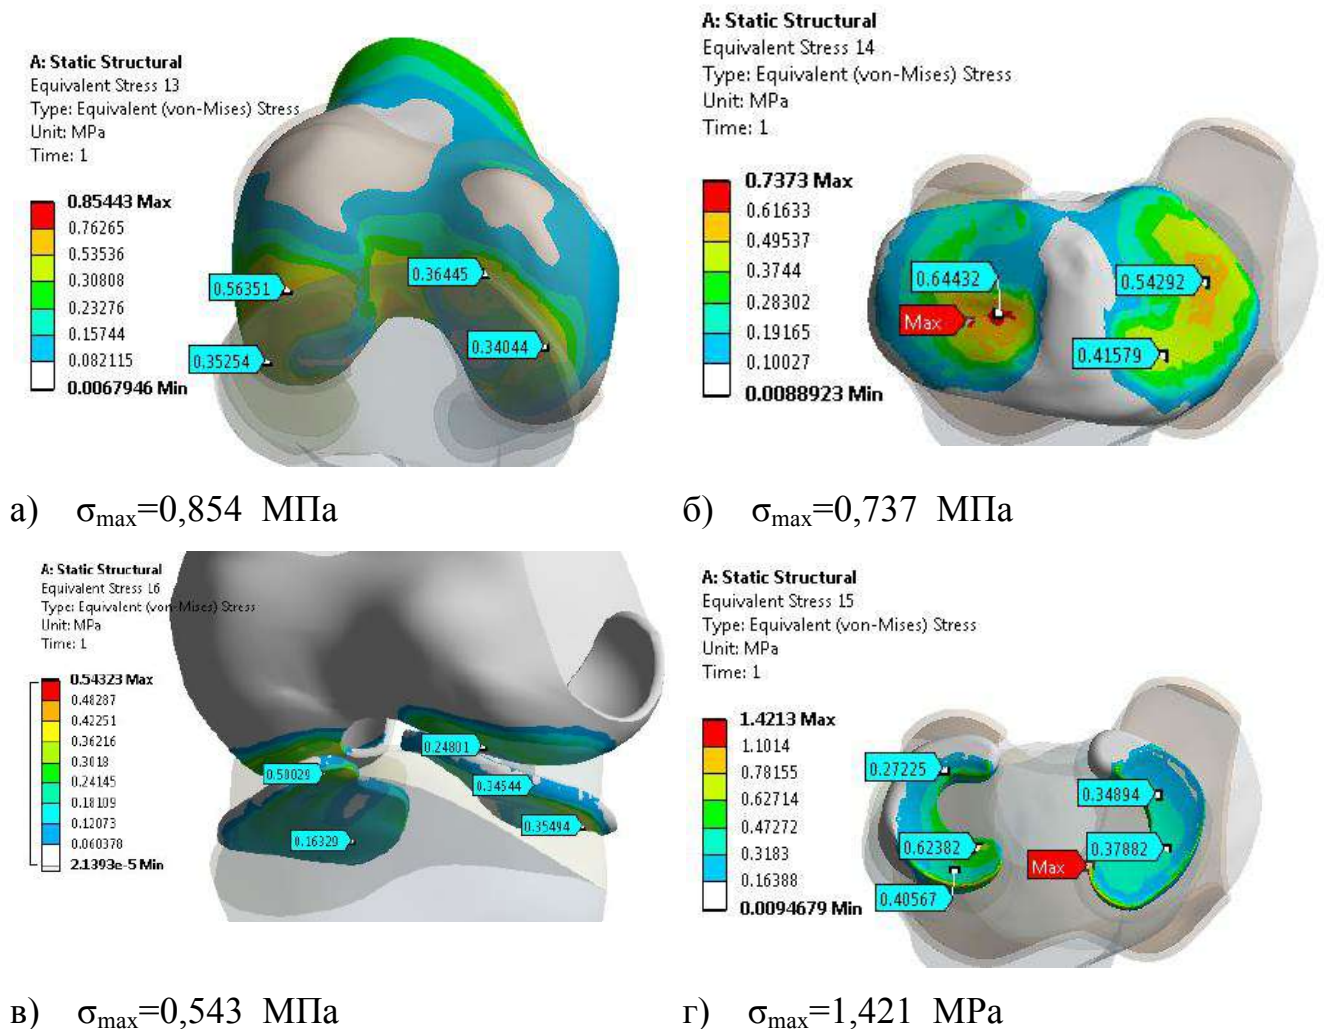 A: Static Structural
Equivalent Stress 13
Type: Equivalent (von-Mises) Stress
Unit: MPa
Time: 1
0.85443 Max
0.76265
0.53536
0.30808
0.23276
0.15744
0.082115
0.0067946 Min
0.56351
0.36445
0.35254
0.34044
A: Static Structural
Equivalent Stress 14
Type: Equivalent (von-Mises) Stress
Unit: MPa
Time: 1
0.7373 Max
0.61633
0.49537
0.3744
0.28302
0.19165
0.10027
0.0088923 Min
0.64432
Max
0.54292
0.41579
а) σmax=0,854 МПа
б) σmax=0,737 МПа
A: Static Structural
Equivalent Stress 16
Type: Equivalent (von-Mises) Stress
Unit: MPa
Time: 1
0.54323 Max
0.48287
0.42251
0.36216
0.3018
0.24145
0.18109
0.12073
0.060378
2.1393e-5 Min
0.24801
0.34544
0.35494
0.16329
A: Static Structural
Equivalent Stress 15
Type: Equivalent (von-Mises) Stress
Unit: MPa
Time: 1
1.4213 Max
1.1014
0.78155
0.62714
0.47272
0.3183
0.16388
0.0094679 Min
0.27225
0.34894
0.62382
0.37882
Max
0.40567
в) σmax=0,543 МПа
г) σmax=1,421 MPa